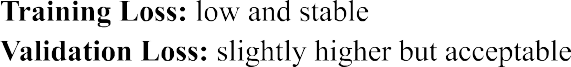 Training Loss: low and stable
Validation Loss: slightly higher but acceptable